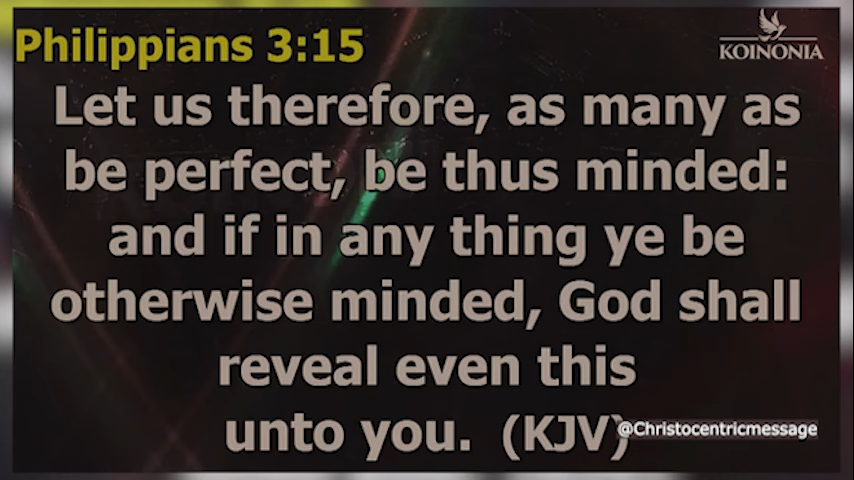 Philippians 3:15
KOINONIA
Let us therefore, as many as
be perfect, be thus minded:
and if in any thing ye be
otherwise minded, God shall
reveal even this
unto you. (KJV)
@Christocentricmessage